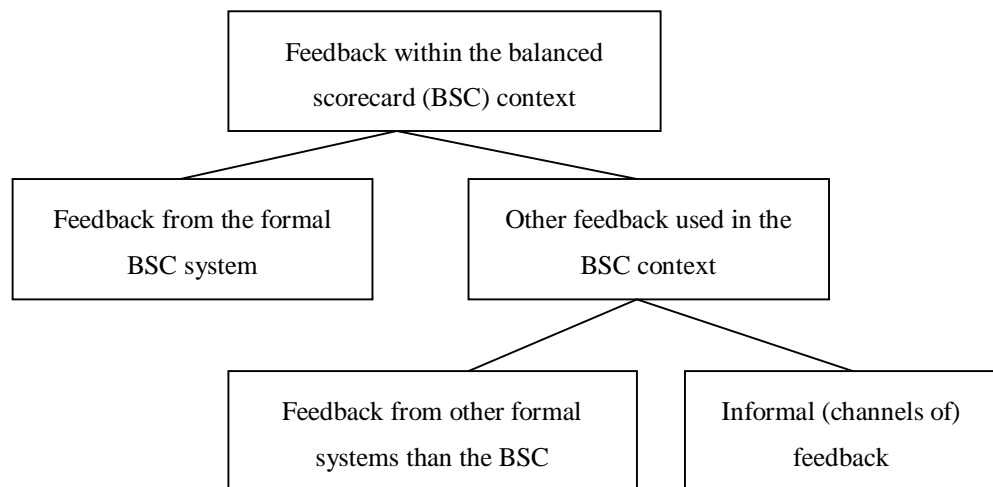 Feedback within the balanced
scorecard (BSC) context
Feedback from the formal
BSC system
Other feedback used in the
BSC context
Feedback from other formal
systems than the BSC
Informal (channels of)
feedback